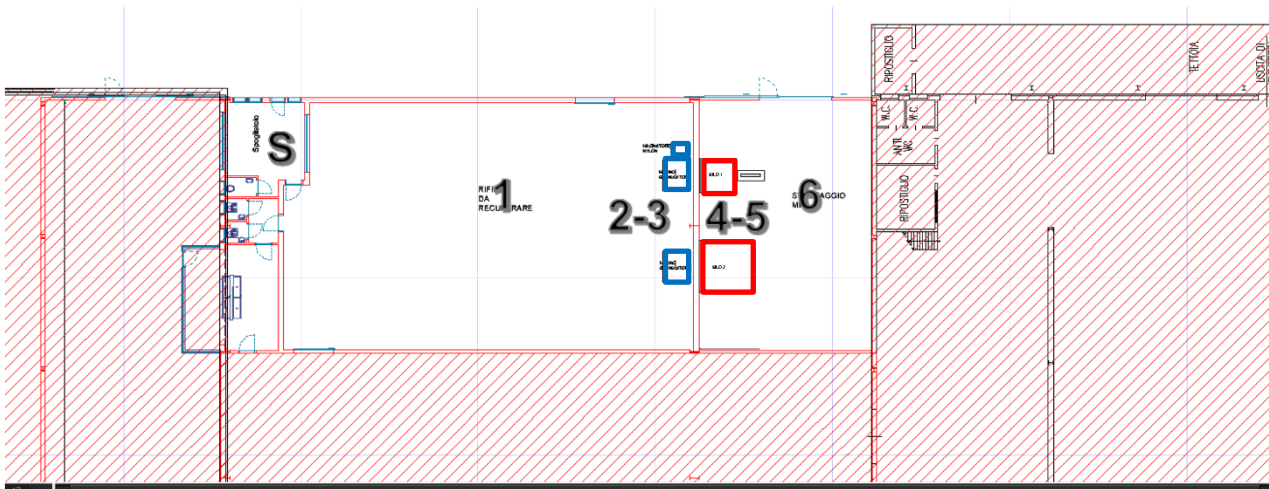 RIPOSTIGLIO
TETTOIA
USCITA DI
W.C.
W.C.
ANTI
WC
RIPOSTIGLIO
Spogliatoio
S
1
RIFI
DA
RECUPERARE
2-3
SILO 1
4-5
SILO 2
6